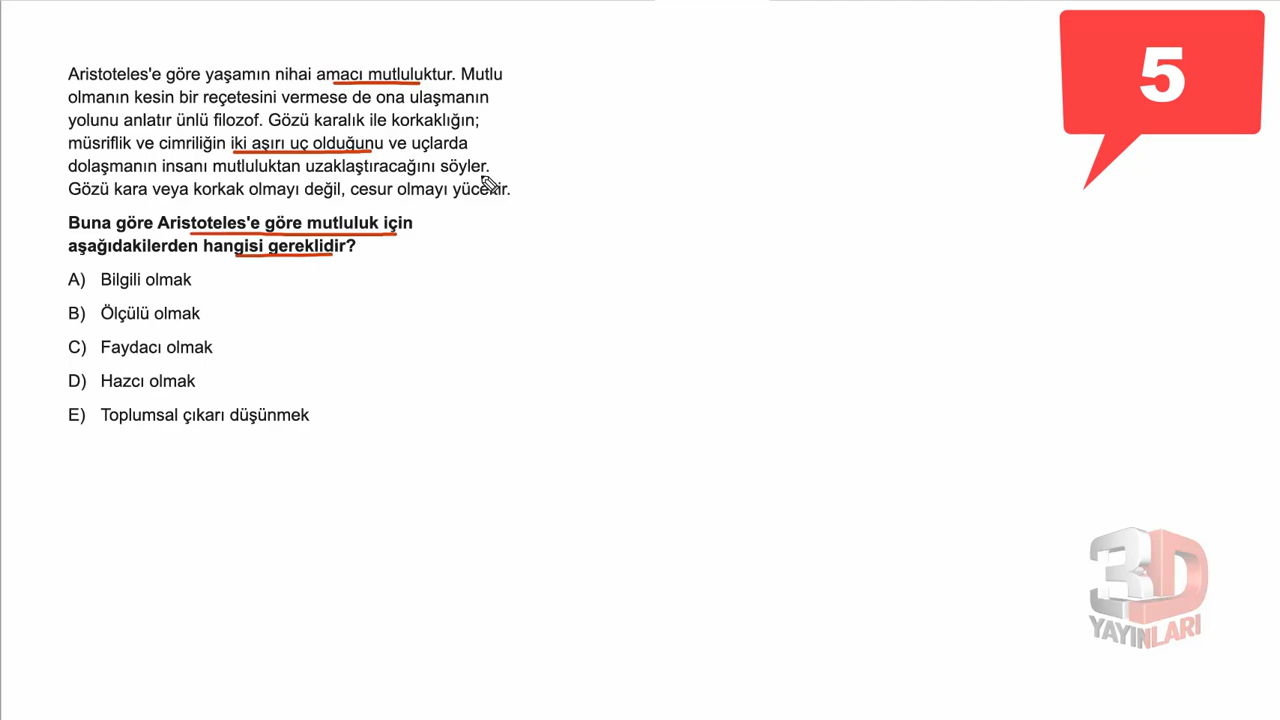 5
Aristoteles'e göre yaşamın nihai amacı mutluluktur. Mutlu
olmanın kesin bir reçetesini vermese de ona ulaşmanın
yolunu anlatır ünlü filozof. Gözü karalık ile korkaklığın;
müsriflik ve cimriliğin iki aşırı uç olduğunu ve uçlarda
dolaşmanın insanı mutluluktan uzaklaştıracağını söyler.
Gözü kara veya korkak olmayı değil, cesur olmayı yüceltir.
Buna göre Aristoteles'e göre mutluluk için
aşağıdakilerden hangisi gereklidir?
A) Bilgili olmak
B) Ölçülü olmak
C) Faydacı olmak
D) Hazcı olmak
E) Toplumsal çıkarı düşünmek
3D
YAYINLARI